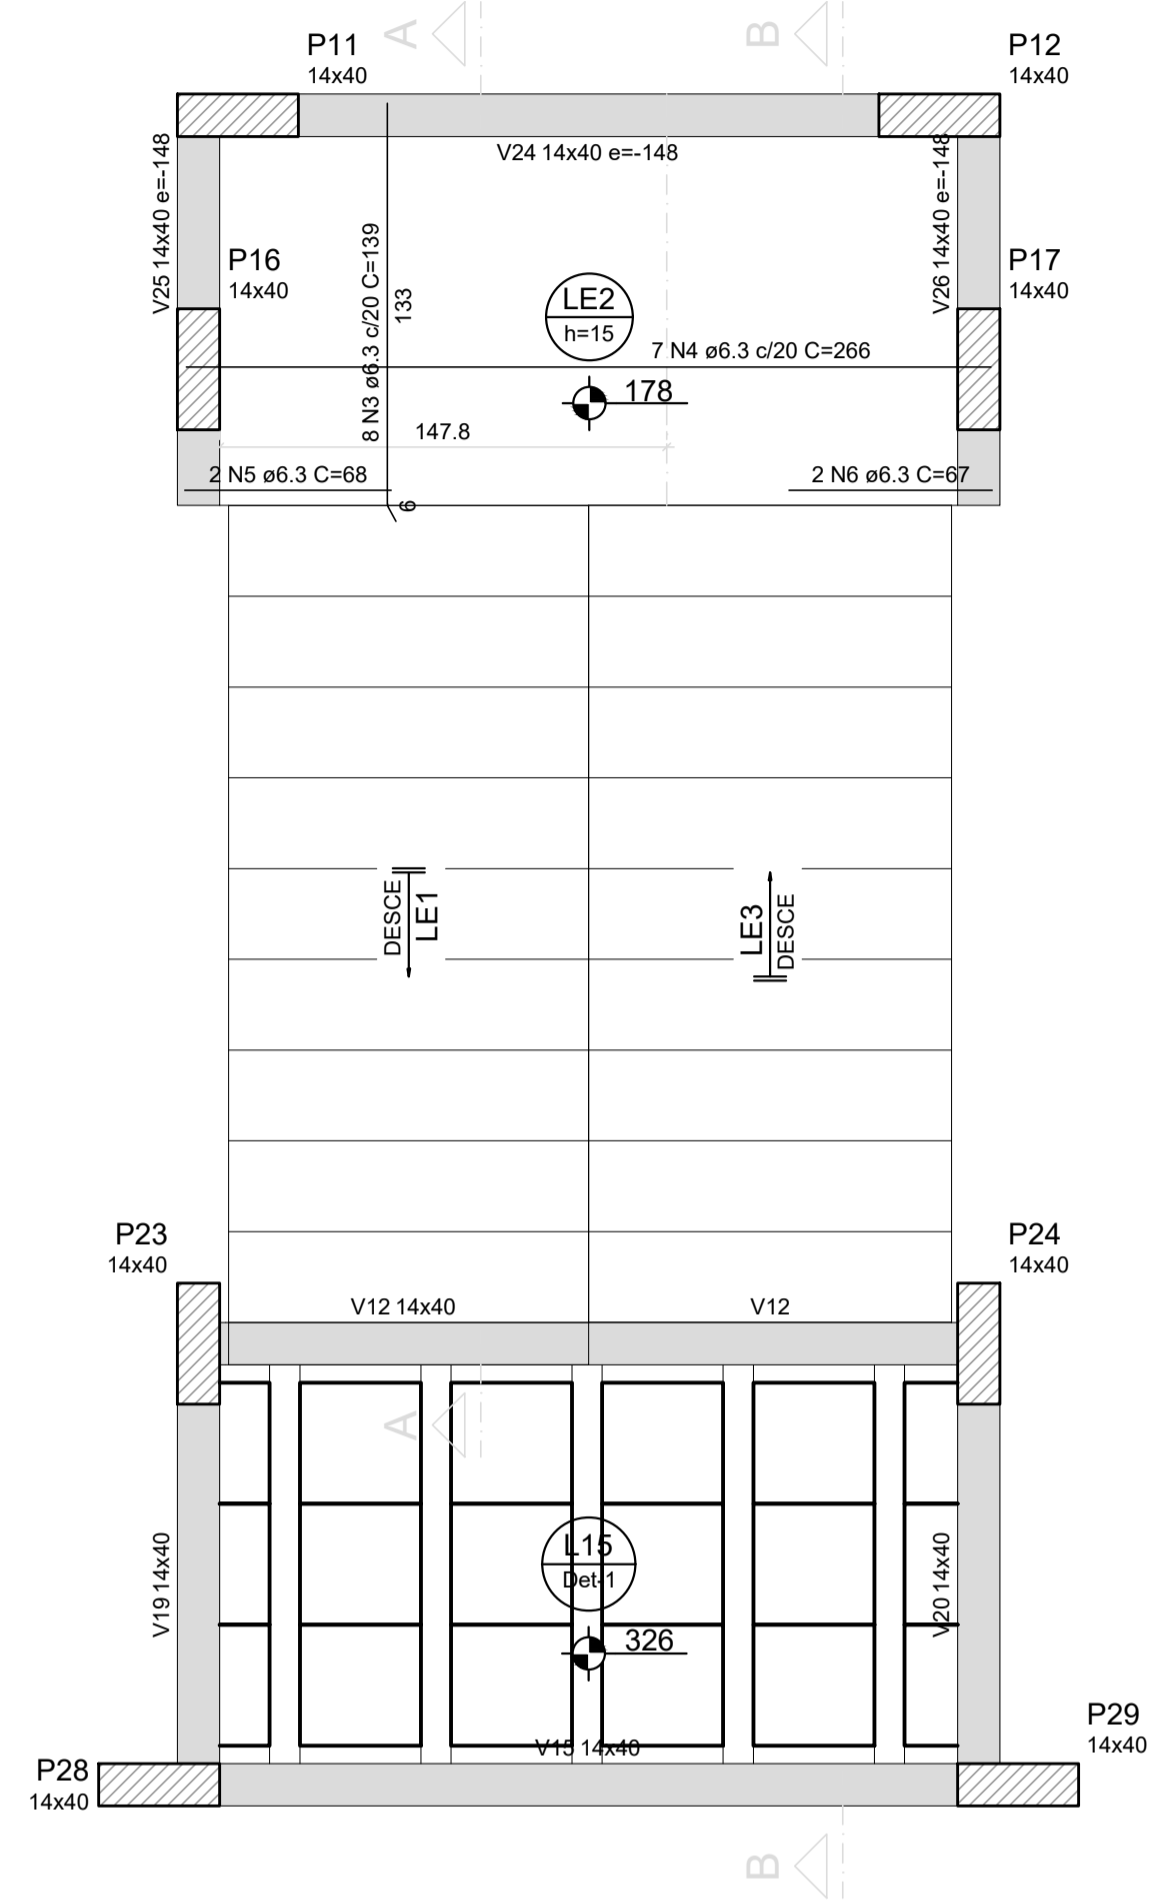 A
B
P11
14x40
P12
14x40
V24 14x40 e=-148
V25 14x40 e=-148
V26 14x40 e=-148
P16
14x40
P17
14x40
8 N3 ø6.3 c/20 C=139
133
LE2
h=15
7 N4 ø6.3 c/20 C=266
178
147.8
2 N5 ø6.3 C=68
2 N6 ø6.3 C=67
6
DESCE
LE1
LE3
DESCE
P23
14x40
P24
14x40
V12 14x40
V12
A
V19 14x40
L15
Det-1
V20 14x40
326
V15 14x40
P28
14x40
P29
14x40
B